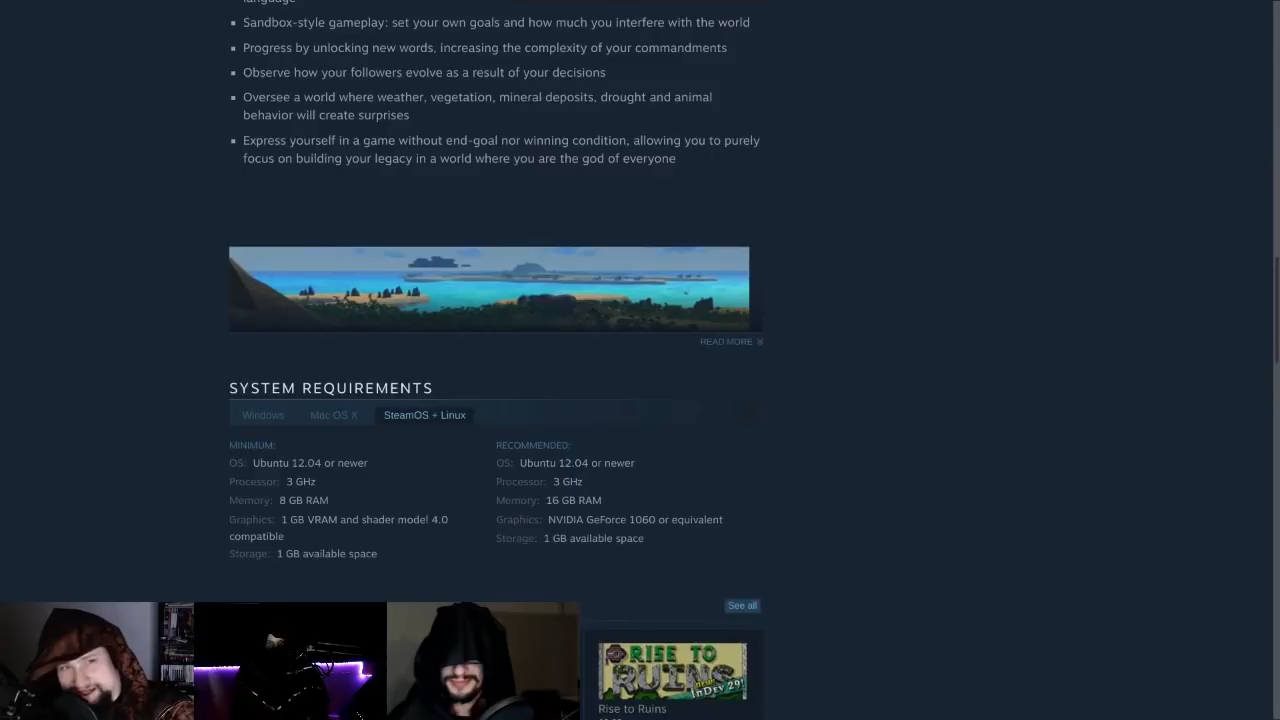 language
Sandbox-style gameplay: set your own goals and how much you interfere with the world
Progress by unlocking new words, increasing the complexity of your commandments
Observe how your followers evolve as a result of your decisions
Oversee a world where weather, vegetation, mineral deposits, drought and animal
behavior will create surprises
Express yourself in a game without end-goal nor winning condition, allowing you to purely
focus on building your legacy in a world where you are the god of everyone
READ MORE
SYSTEM REQUIREMENTS
Windows Mac OS X SteamOS + Linux
MINIMUM:
OS: Ubuntu 12.04 or newer
Processor: 3 GHz
Memory: 8 GB RAM
Graphics: 1 GB VRAM and shader model 4.0
compatible
Storage: 1 GB available space
RECOMMENDED:
OS: Ubuntu 12.04 or newer
Processor: 3 GHz
Memory: 16 GB RAM
Graphics: NVIDIA GeForce 1060 or equivalent
Storage: 1 GB available space
See all
RISE TO
RUINS
InDev 29!
Rise to Ruins